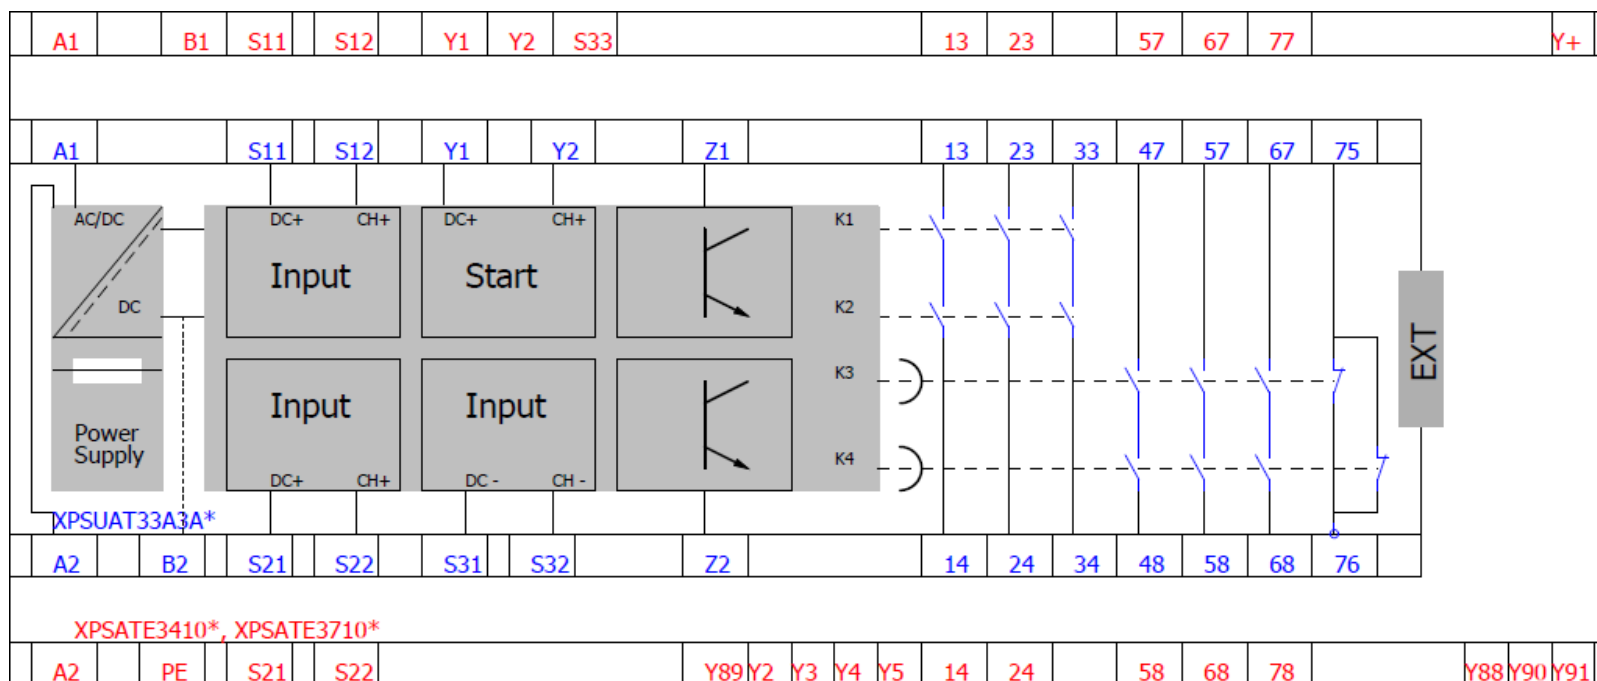 A1 B1 S11 S12 Y1 Y2 S33 13 23 57 67 77 Y+
A1 S11 S12 Y1 Y2 Z1 13 23 33 47 57 67 75
AC/DC DC+ CH+ DC+ CH+ K1
Input Start
DC K2
EXT
K3
Input Input
Power
Supply
K4
DC+ CH+ DC - CH -
XPSUAT33A3A*
A2 B2 S21 S22 S31 S32 Z2 14 24 34 48 58 68 76
XPSATE3410*, XPSATE3710*
A2 PE S21 S22 Y89 Y2 Y3 Y4 Y5 14 24 58 68 78 Y88 Y90 Y91